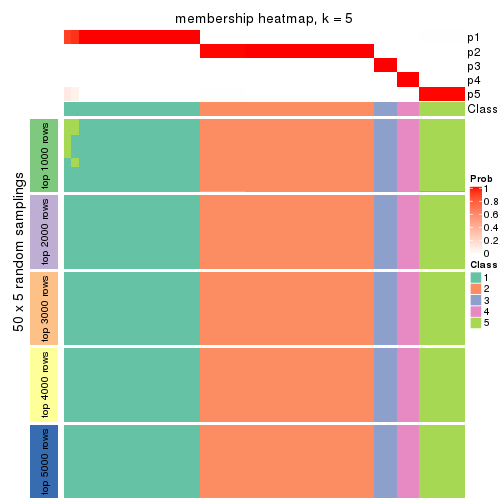 membership heatmap, k = 5
p1
p2
p3
p4
p5
Class
50 x 5 random samplings
top 1000 rows
top 2000 rows
top 3000 rows
top 4000 rows
top 5000 rows
Prob
1
0.8
0.6
0.4
0.2
0
Class
1
2
3
4
5